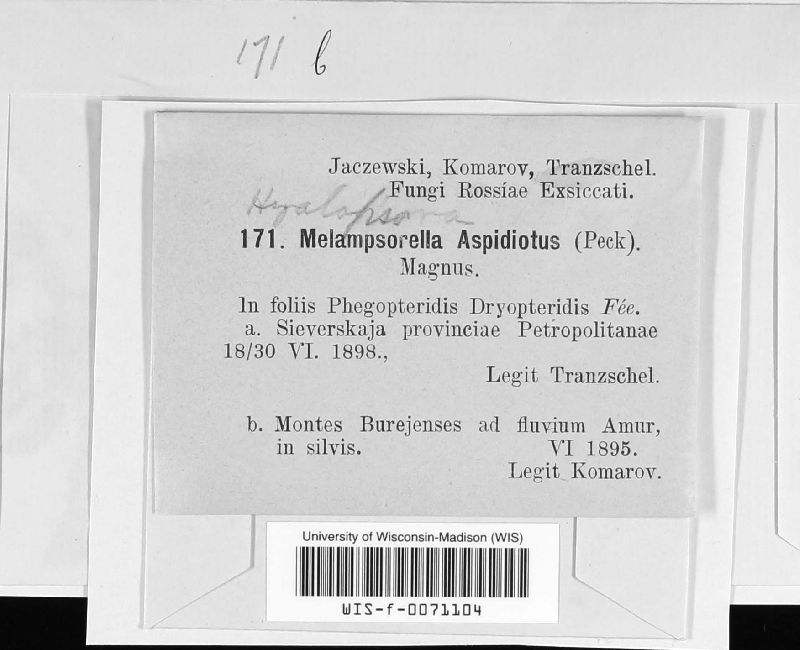 171 b
Jaczewski, Komarov, Tranzschel.
Fungi Rossiae Exsiccati.
Hyalopsora
171. Melampsorella Aspidiotus (Peck).
Magnus.
In foliis Phegopteridis Dryopteridis Fée.
a. Sieverskaja provinciae Petropolitanae
18/30 VI. 1898.,
Legit Tranzschel.
b. Montes Burejenses ad fluvium Amur,
in silvis. VI 1895.
Legit Komarov.
University of Wisconsin-Madison (WIS)
WIS-f-0071104